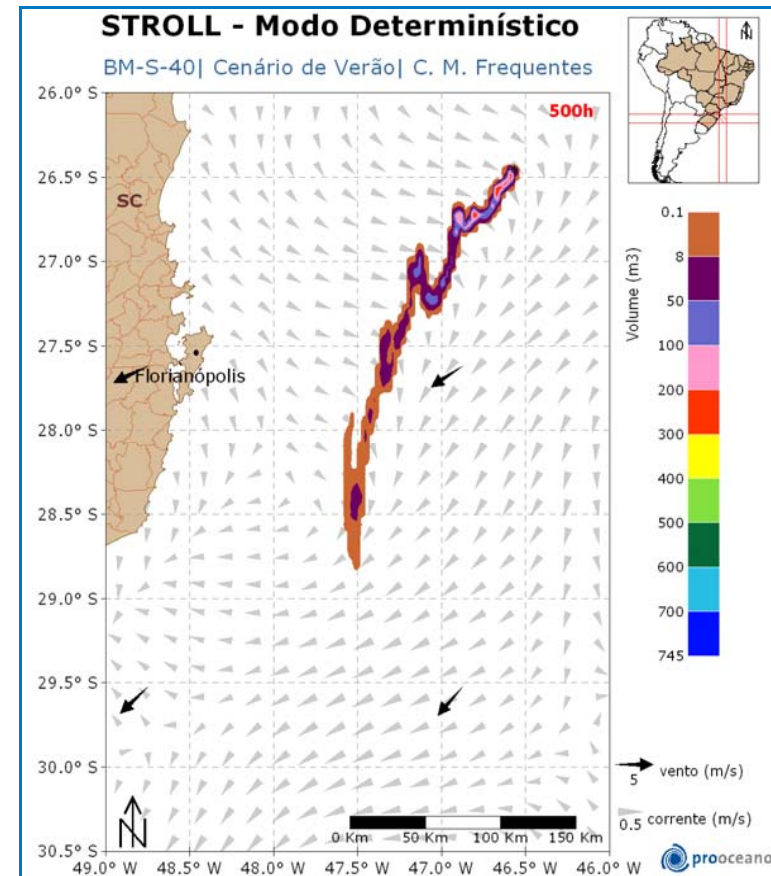 STROLL - Modo Determinístico
BM-S-40| Cenário de Verão| C. M. Frequentes
N
26.0° S
500h
26.5° S
SC
27.0° S
27.5° S
Florianópolis
28.0° S
28.5° S
29.0° S
29.5° S
30.0° S
30.5° S
N
0 Km 50 Km 100 Km 150 Km
49.0° W 48.5° W 48.0° W 47.5° W 47.0° W 46.5° W 46.0° W
Volume (m3)
0.1
8
50
100
200
300
400
500
600
700
745
5 vento (m/s)
0.5 corrente (m/s)
prooceano